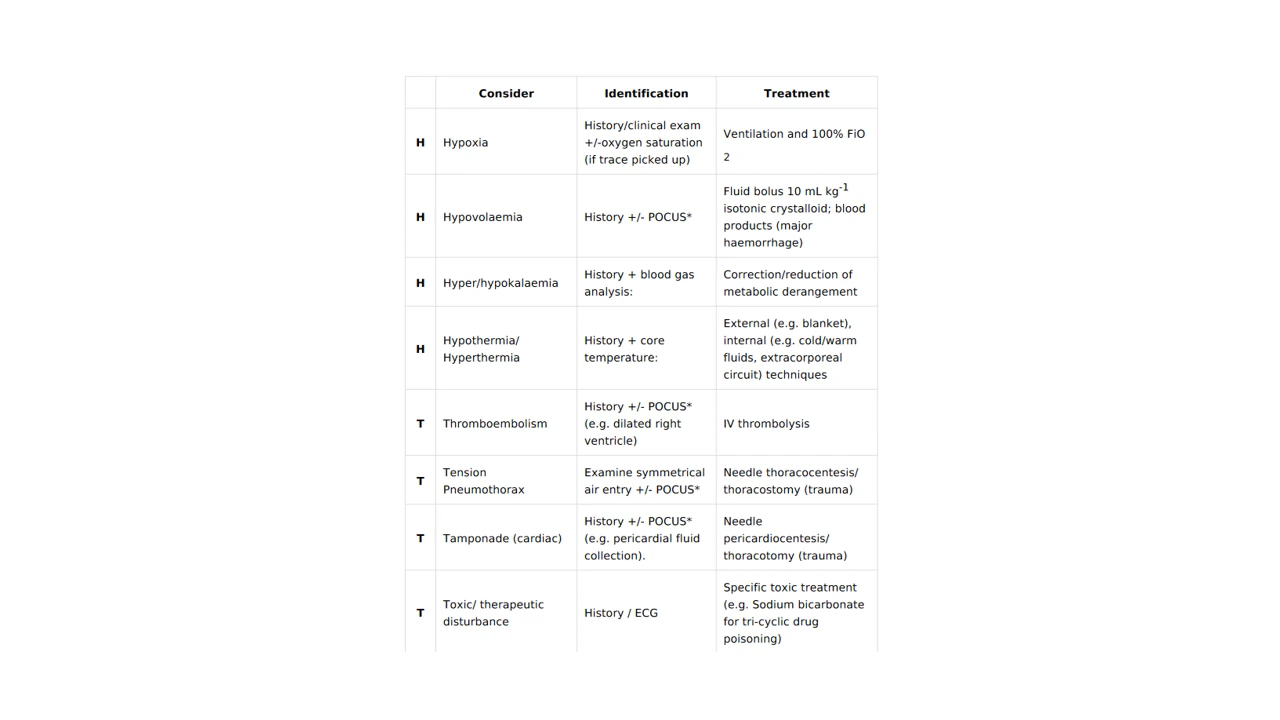 Consider Identification Treatment
H Hypoxia History/clinical exam +/-oxygen saturation (if trace picked up) Ventilation and 100% FiO 2
H Hypovolaemia History +/- POCUS* Fluid bolus 10 mL kg-1 isotonic crystalloid; blood products (major haemorrhage)
H Hyper/hypokalaemia History + blood gas analysis: Correction/reduction of metabolic derangement
H Hypothermia/ Hyperthermia History + core temperature: External (e.g. blanket), internal (e.g. cold/warm fluids, extracorporeal circuit) techniques
T Thromboembolism History +/- POCUS* (e.g. dilated right ventricle) IV thrombolysis
T Tension Pneumothorax Examine symmetrical air entry +/- POCUS* Needle thoracocentesis/ thoracostomy (trauma)
T Tamponade (cardiac) History +/- POCUS* (e.g. pericardial fluid collection). Needle pericardiocentesis/ thoracotomy (trauma)
T Toxic/ therapeutic disturbance History / ECG Specific toxic treatment (e.g. Sodium bicarbonate for tri-cyclic drug poisoning)